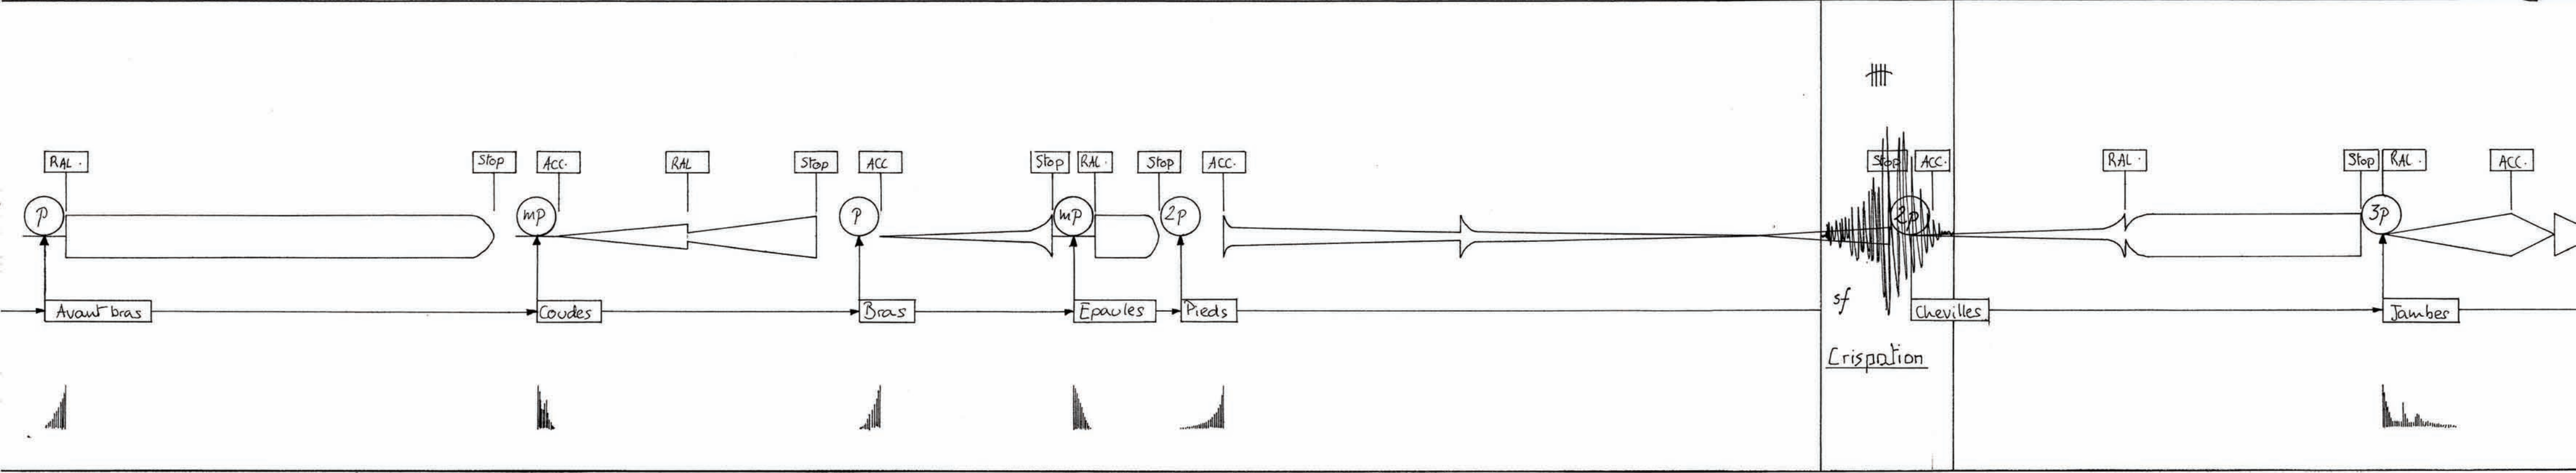 RAL. Stop ACC. RAL Stop ACC Stop RAL. Stop ACC. Stop ACC. RAL. Stop RAL. ACC.
p mp p mp 2p 2p 3p
sf
Avant bras Coudes Bras Epaules Pieds Chevilles Jambes
Crispation